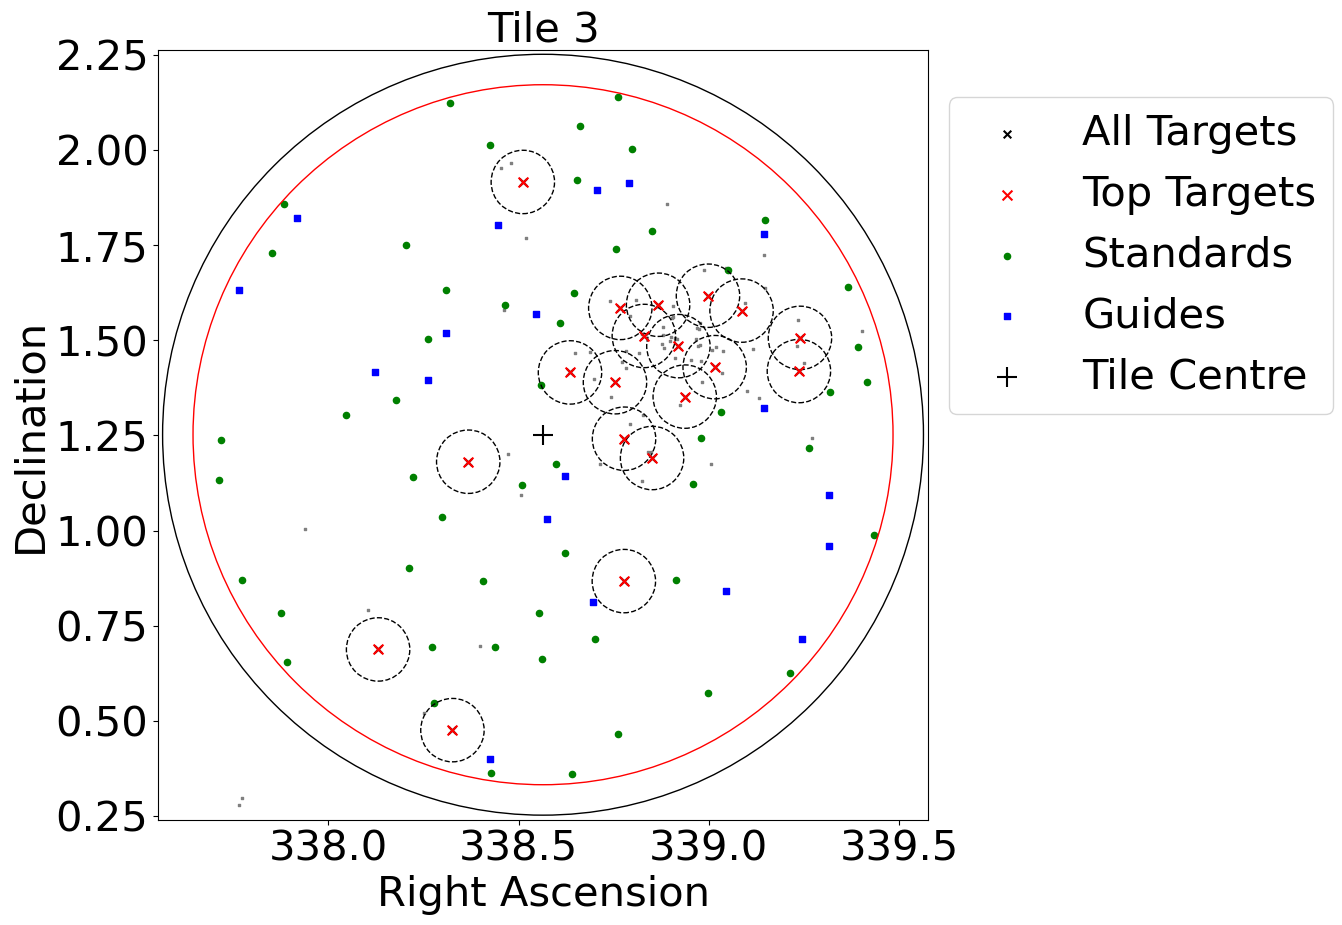 Tile 3
2.25
2.00
1.75
1.50
1.25
1.00
0.75
0.50
0.25
Declination
338.0 338.5 339.0 339.5
Right Ascension
All Targets
Top Targets
Standards
Guides
Tile Centre